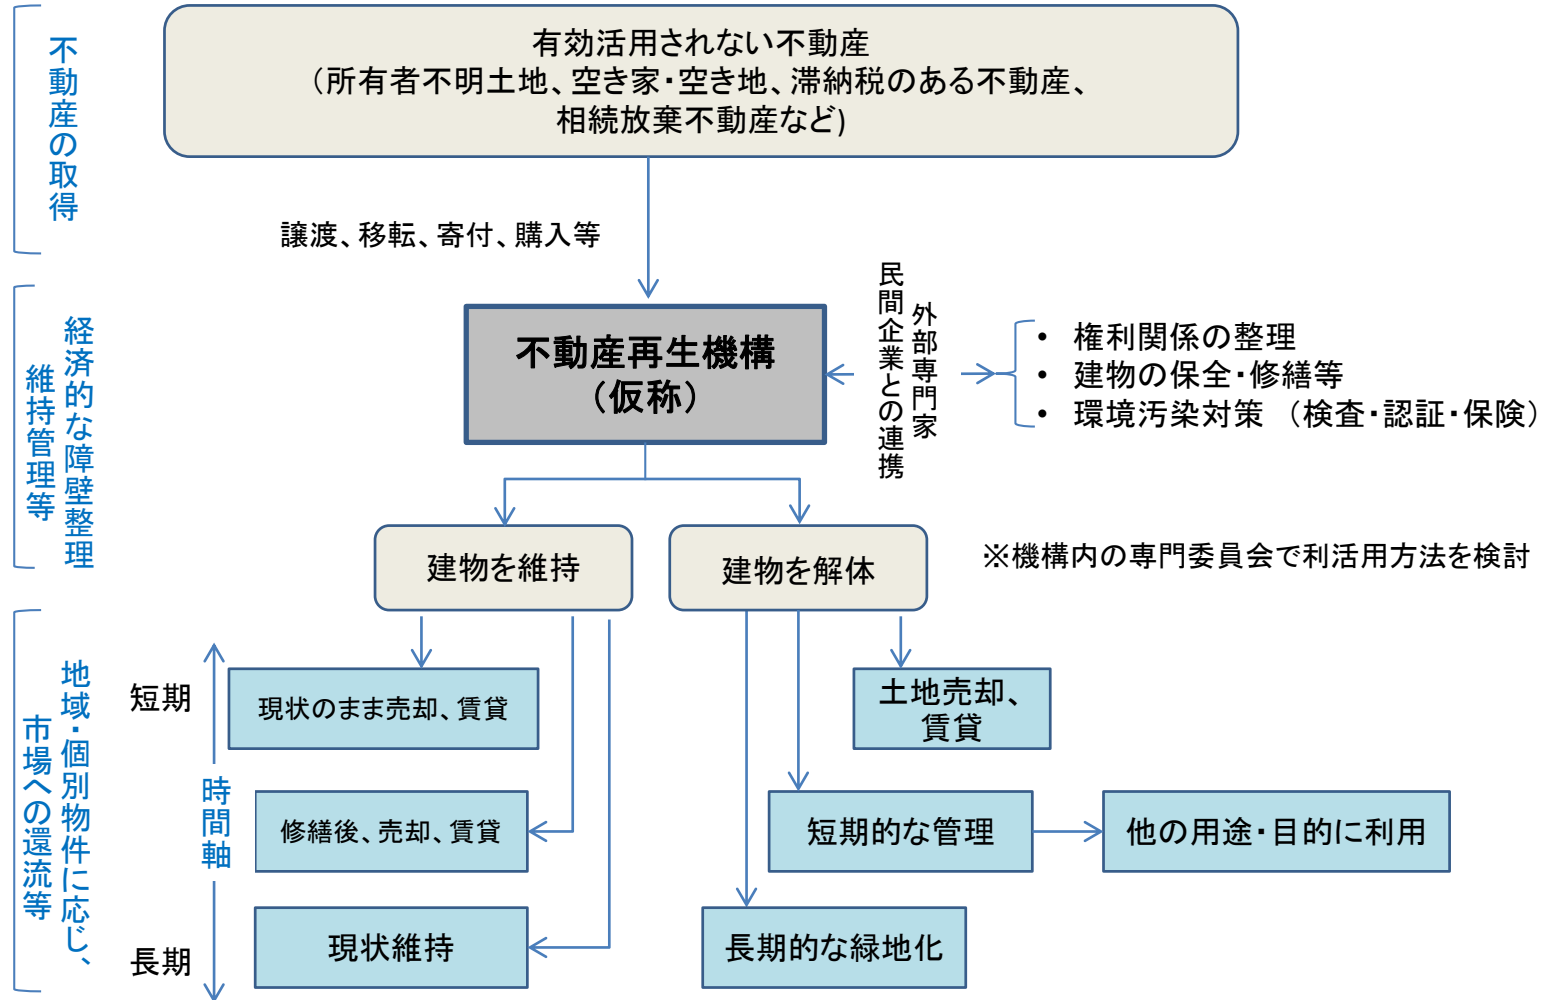 不動産の取得
有効活用されない不動産
（所有者不明土地、空き家・空き地、滞納税のある不動産、
相続放棄不動産など)
譲渡、移転、寄付、購入等
経済的な障壁整理
維持管理等
不動産再生機構
（仮称）
外部専門家
民間企業との連携
• 権利関係の整理
• 建物の保全・修繕等
• 環境汚染対策 （検査・認証・保険）
建物を維持
建物を解体
※機構内の専門委員会で利活用方法を検討
地域・個別物件に応じ、
市場への還流等
短期
時間軸
長期
現状のまま売却、賃貸
土地売却、
賃貸
修繕後、売却、賃貸
短期的な管理
他の用途・目的に利用
現状維持
長期的な緑地化